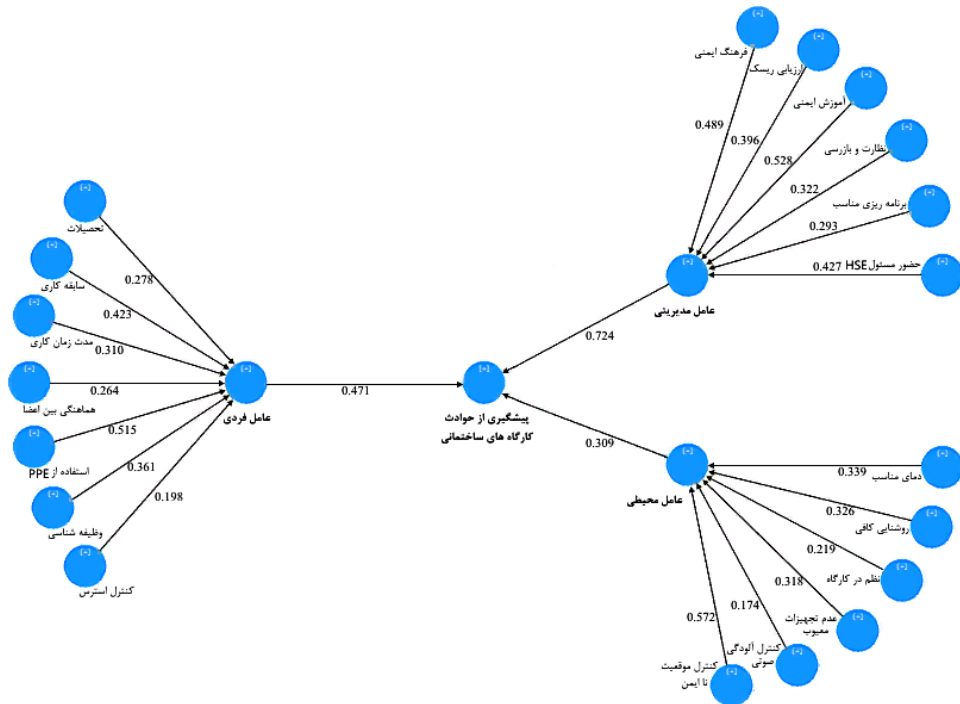 [+]
فرهنگ ایمنی
[+]
ارزیابی ریسک
[+]
آموزش ایمنی
[+]
نظارت و بازرسی
[+]
برنامه ریزی مناسب
[+]
حضور مسئول HSE
0.489
0.396
0.528
0.322
0.293
0.427
[+]
عامل مدیریتی
0.724
[+]
تحصیلات
[+]
سابقه کاری
[+]
مدت زمان کاری
[+]
هماهنگی بین اعضا
[+]
استفاده از PPE
[+]
وظیفه شناسی
[+]
کنترل استرس
0.278
0.423
0.310
0.264
0.515
0.361
0.198
[+]
عامل فردی
0.471
[+]
پیشگیری از حوادث
کارگاه های ساختمانی
0.309
[+]
عامل محیطی
0.339
0.326
0.219
0.318
0.174
0.572
[+]
دمای مناسب
[+]
روشنایی کافی
[+]
نظم در کارگاه
[+]
عدم تجهیزات
معیوب
[+]
کنترل آلودگی
صوتی
[+]
کنترل موقعیت
نا ایمن